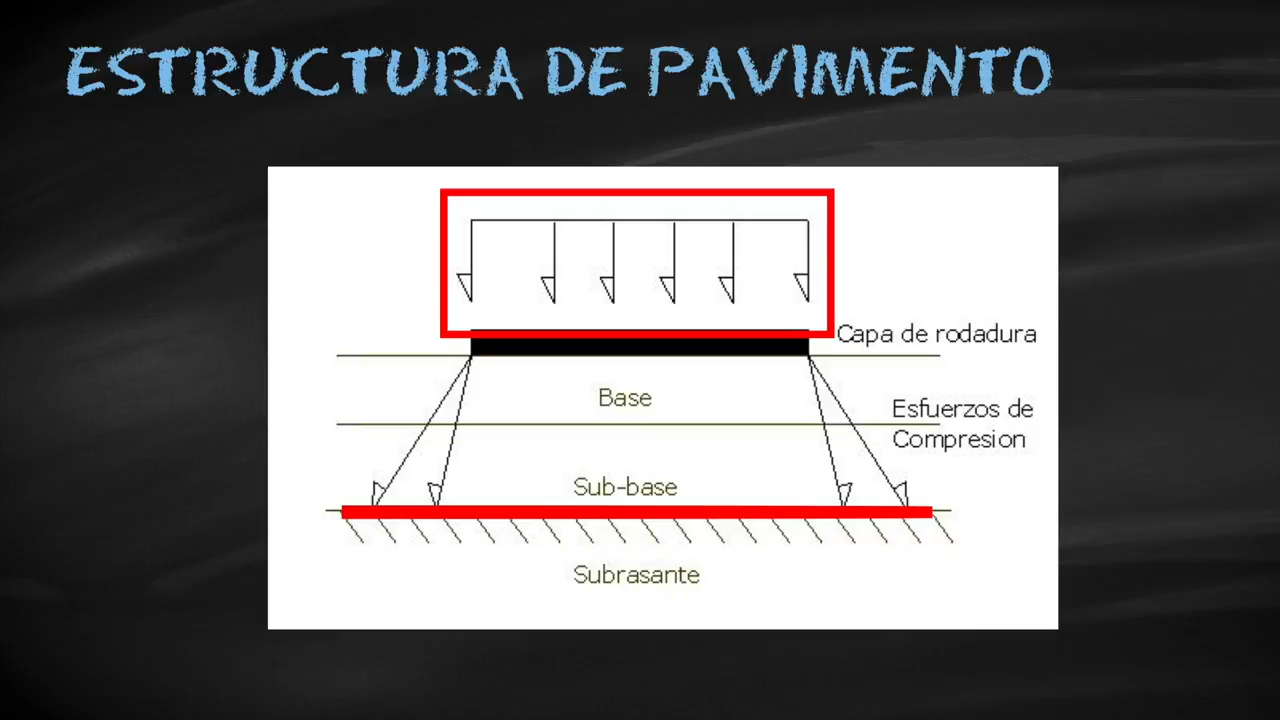 ESTRUCTURA DE PAVIMENTO
Capa de rodadura
Base
Esfuerzos de
Compresion
Sub-base
Subrasante